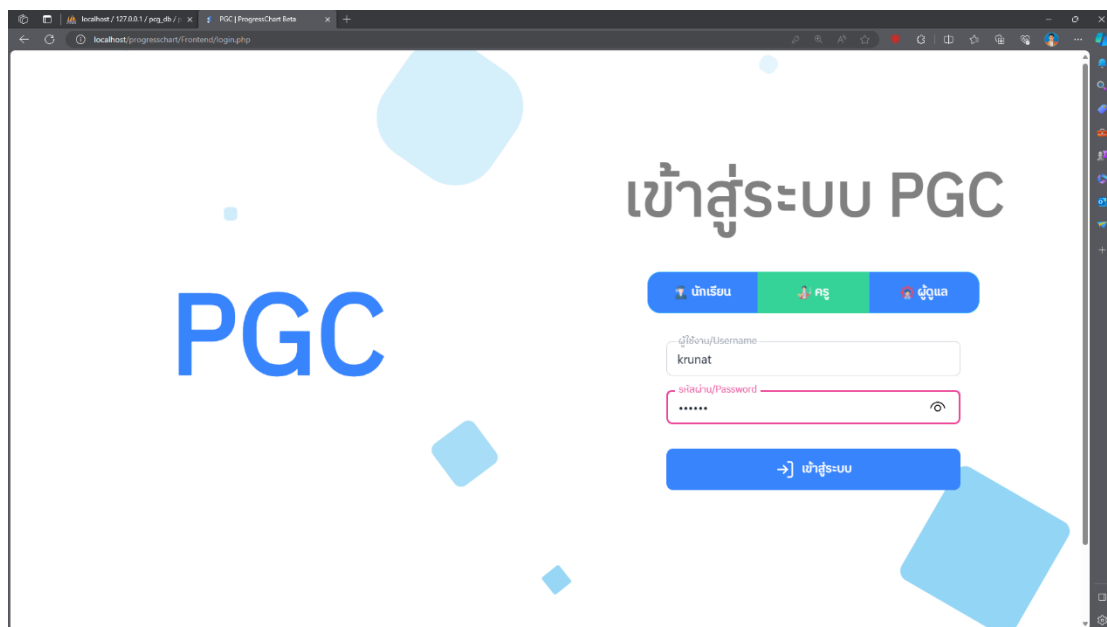 localhost / 127.0.0.1 / prg_db / p
PGC | ProgressChart Beta
localhost/progresschart/Frontend/login.php
เข้าสู่ระบบ PGC
PGC
นักเรียน
ครู
ผู้ดูแล
ผู้ใช้งาน/Username
krunat
รหัสผ่าน/Password
••••••
เข้าสู่ระบบ